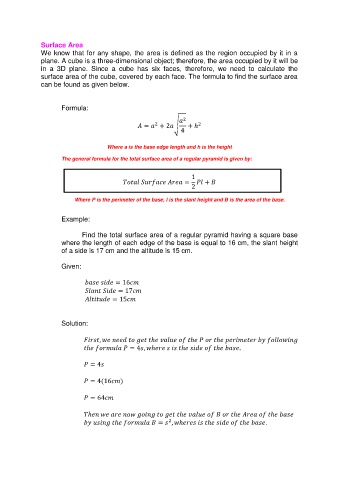 Surface Area
We know that for any shape, the area is defined as the region occupied by it in a
plane. A cube is a three-dimensional object; therefore, the area occupied by it will be
in a 3D plane. Since a cube has six faces, therefore, we need to calculate the
surface area of the cube, covered by each face. The formula to find the surface area
can be found as given below.
Formula:
A = a² + 2a √(a²/4 + h²)
Where a is the base edge length and h is the height
The general formula for the total surface area of a regular pyramid is given by:
Total Surface Area = 1/2 Pl + B
Where P is the perimeter of the base, l is the slant height and B is the area of the base.
Example:
Find the total surface area of a regular pyramid having a square base
where the length of each edge of the base is equal to 16 cm, the slant height
of a side is 17 cm and the altitude is 15 cm.
Given:
base side = 16cm
Slant Side = 17cm
Altitude = 15cm
Solution:
First, we need to get the value of the P or the perimeter by following
the formula P = 4s, where s is the side of the base.
P = 4s
P = 4(16cm)
P = 64cm
Then we are now going to get the value of B or the Area of the base
by using the formula B = s², wheres is the side of the base.